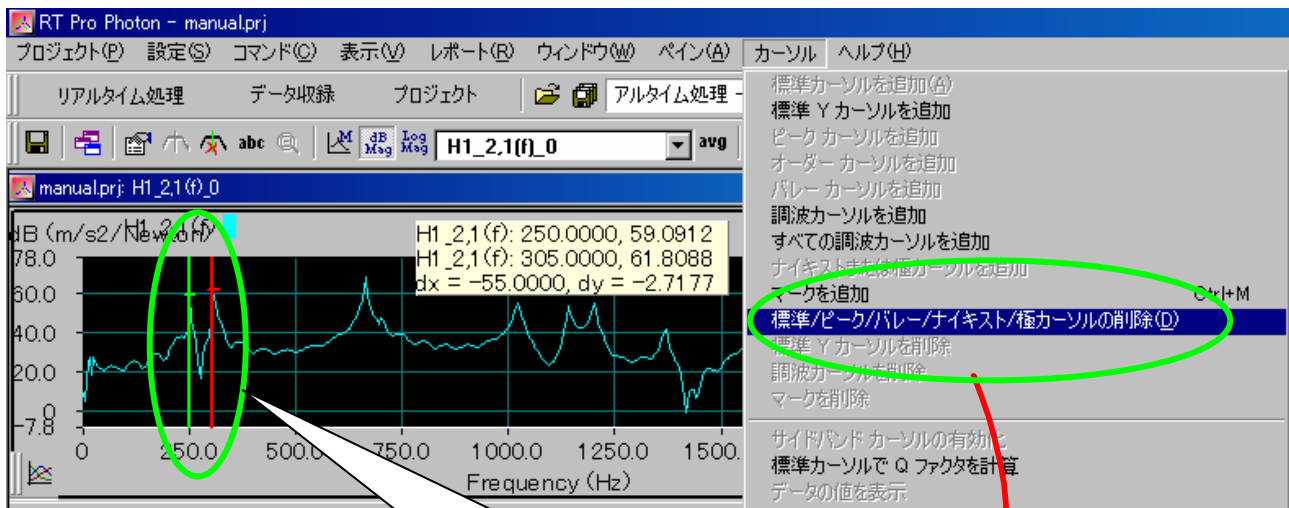 RT Pro Photon - manual.prj
プロジェクト(P) 設定(S) コマンド(C) 表示(V) レポート(R) ウィンドウ(W) ペイン(A) カーソル ヘルプ(H)
リアルタイム処理 データ収録 プロジェクト アルタイム処理 -
abc M dB Mag Log Mag H1_2,1(f)_0 avg
manual.prj: H1_2,1(f)_0
dB (m/s2/Newton)
H1_2,1(f)
H1_2,1(f): 250.0000, 59.0912
H1_2,1(f): 305.0000, 61.8088
dx = -55.0000, dy = -2.7177
78.0
60.0
40.0
20.0
0
-7.8
0 250.0 500.0 750.0 1000.0 1250.0 1500.
Frequency (Hz)
標準カーソルを追加(A)
標準 Y カーソルを追加
ピーク カーソルを追加
オーダー カーソルを追加
バレー カーソルを追加
調波カーソルを追加
すべての調波カーソルを追加
ナイキストまたは極カーソルを追加
マークを追加 Ctrl+M
標準/ピーク/バレー/ナイキスト/極カーソルの削除(D)
標準 Y カーソルを削除
調波カーソルを削除
マークを削除
サイドバンド カーソルの有効化
標準カーソルで Q ファクタを計算
データの値を表示